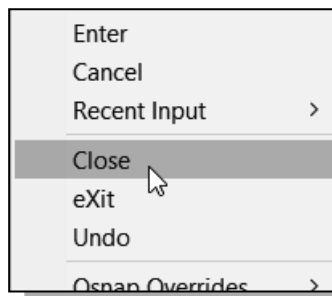 Enter
Cancel
Recent Input
Close
eXit
Undo
Osnap Overrides